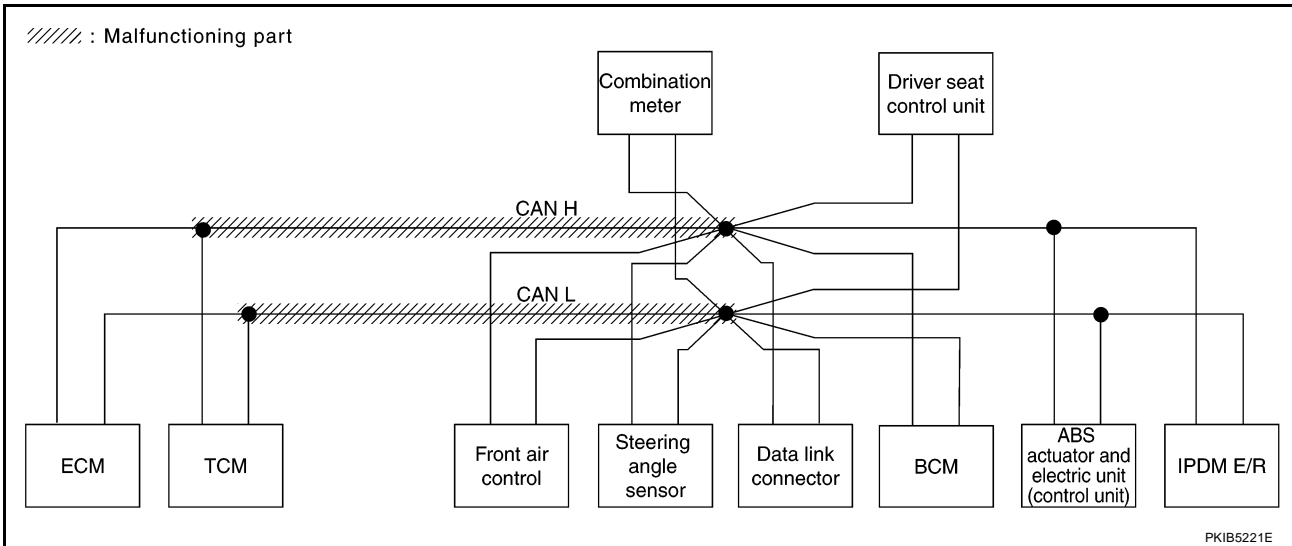 : Malfunctioning part
Combination
meter
Driver seat
control unit
CAN H
CAN L
ECM
TCM
Front air
control
Steering
angle
sensor
Data link
connector
BCM
ABS
actuator and
electric unit
(control unit)
IPDM E/R
PKIB5221E